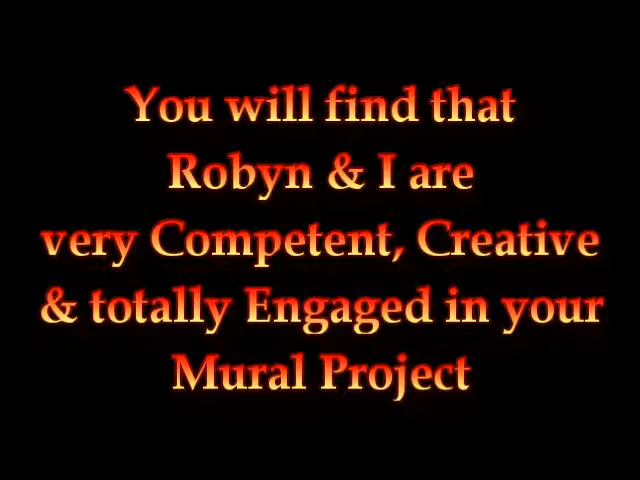 You will find that
Robyn & I are
very Competent, Creative
& totally Engaged in your
Mural Project